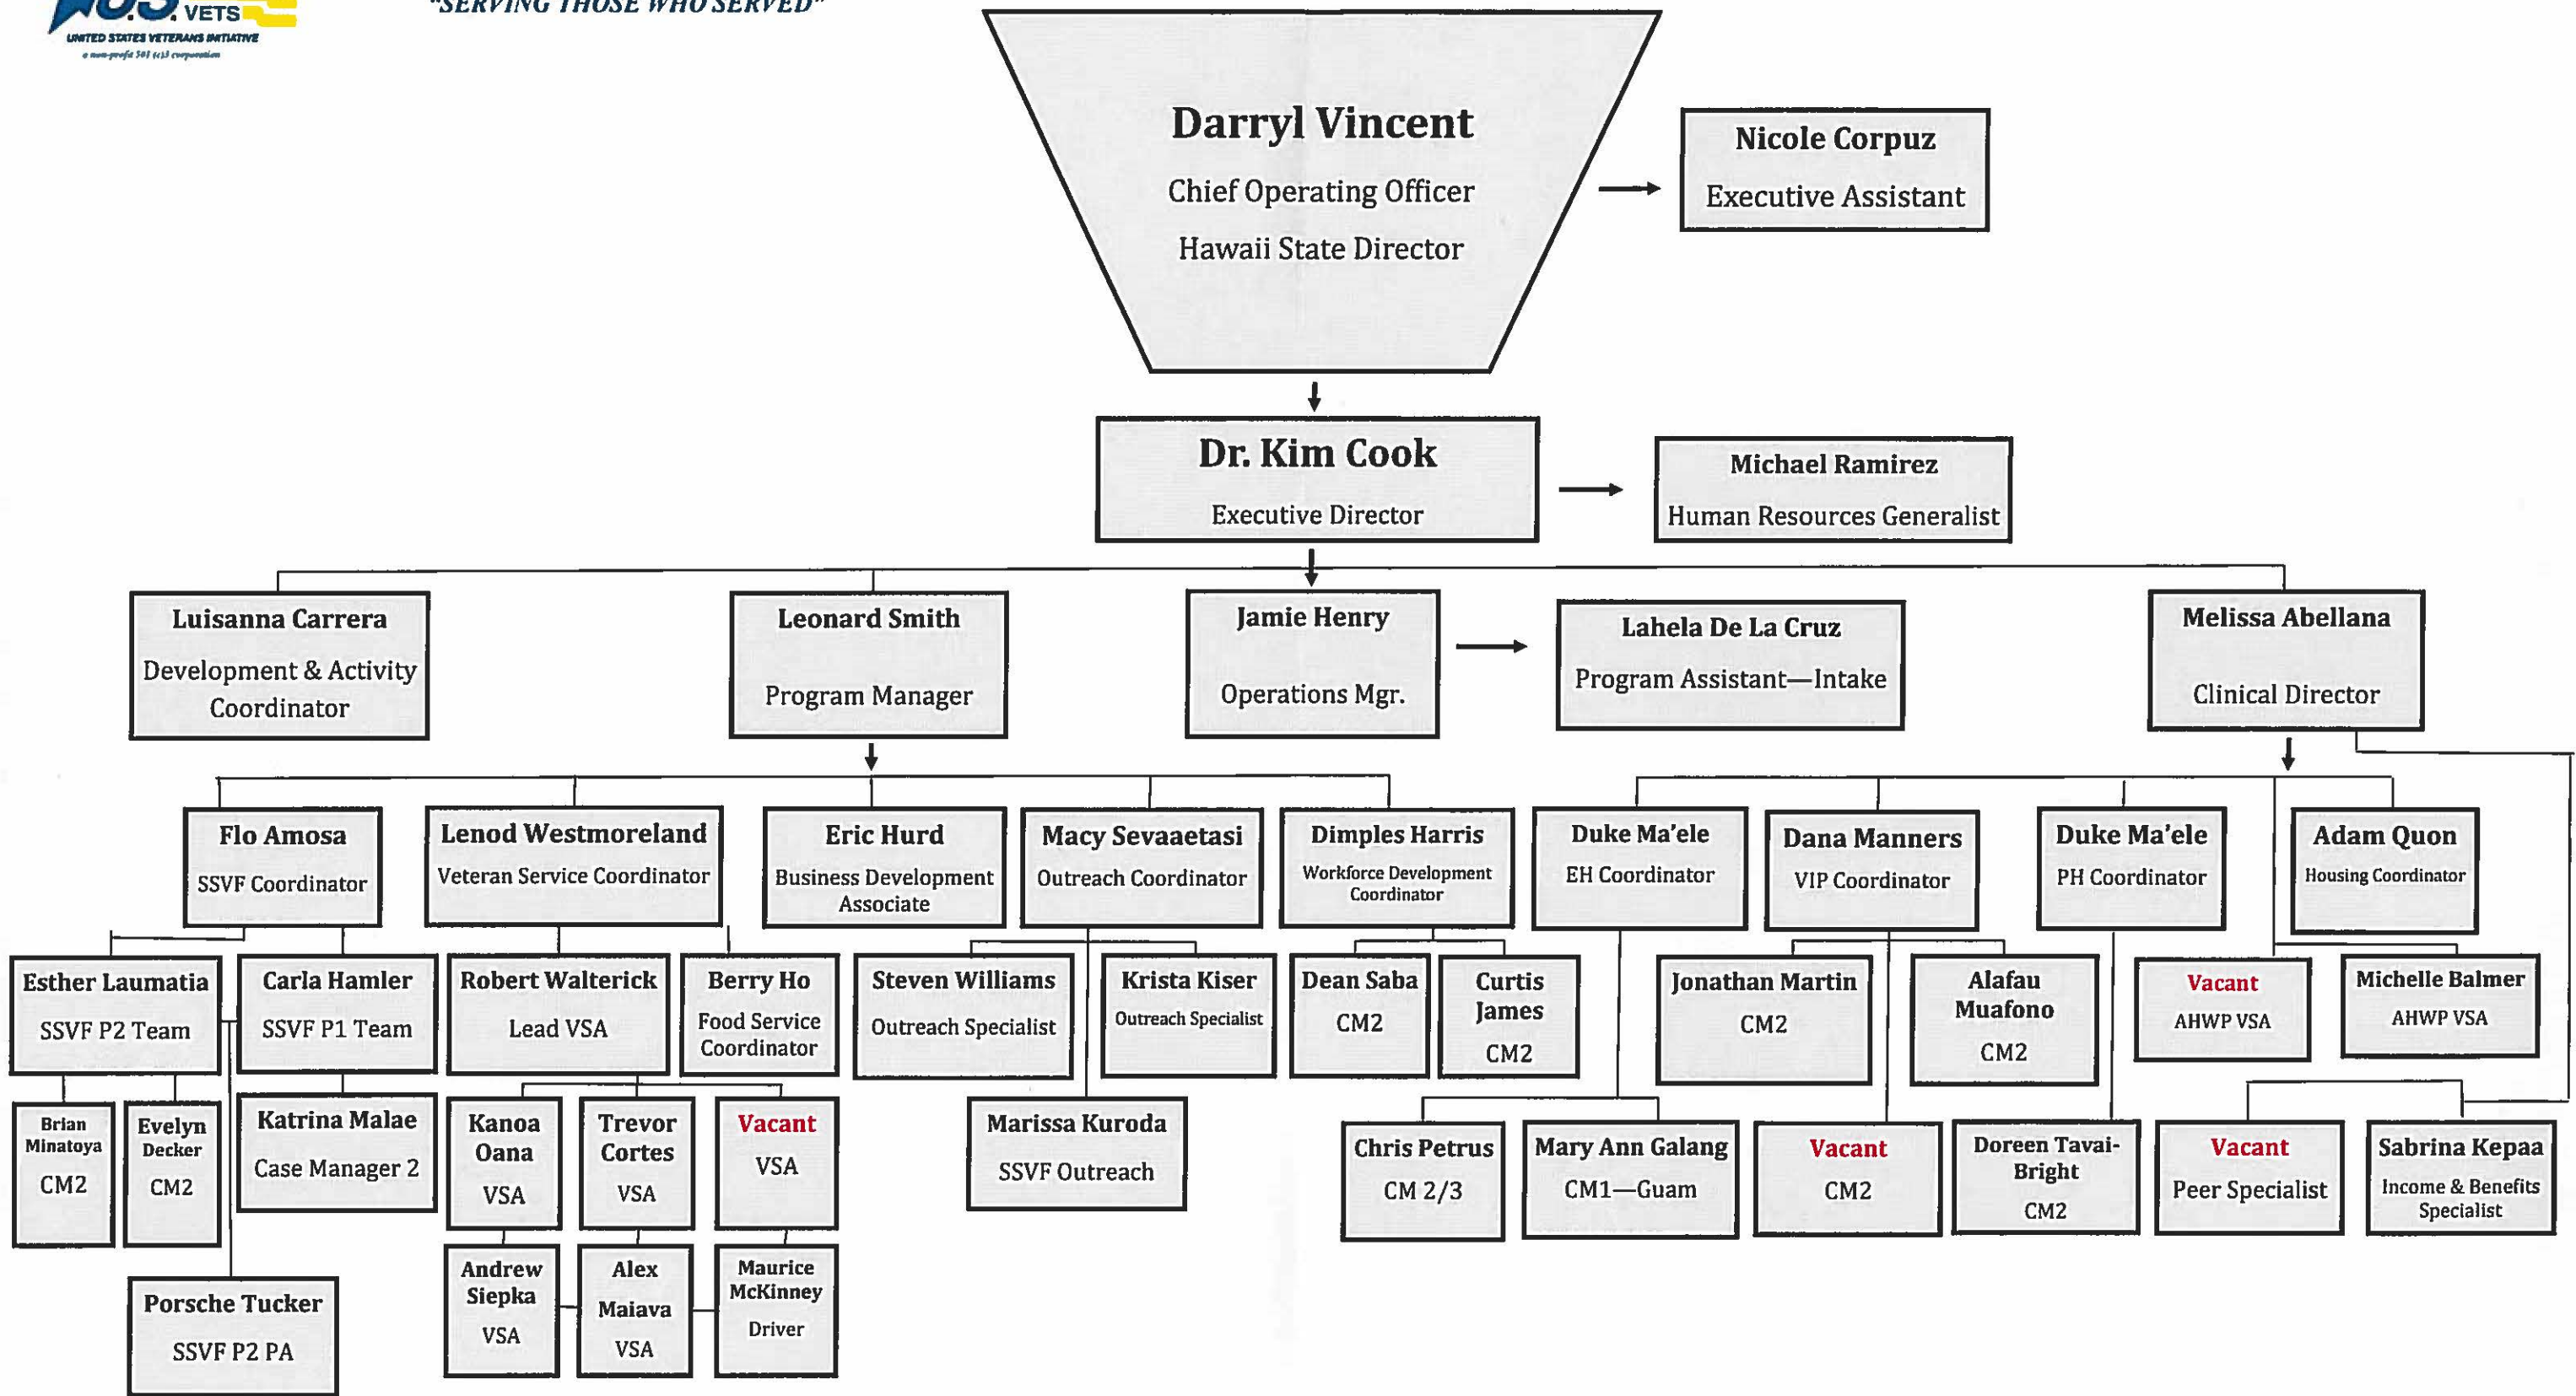 U.S. VETS
"SERVING THOSE WHO SERVED"
UNITED STATES VETERANS INITIATIVE
a non-profit 501 (c)3 corporation
Darryl Vincent
Chief Operating Officer
Hawaii State Director
Nicole Corpuz
Executive Assistant
Dr. Kim Cook
Executive Director
Michael Ramirez
Human Resources Generalist
Luisanna Carrera
Development & Activity
Coordinator
Leonard Smith
Program Manager
Jamie Henry
Operations Mgr.
Lahela De La Cruz
Program Assistant—Intake
Melissa Abellana
Clinical Director
Flo Amosa
SSVF Coordinator
Lenod Westmoreland
Veteran Service Coordinator
Eric Hurd
Business Development
Associate
Macy Sevaaetasi
Outreach Coordinator
Dimples Harris
Workforce Development
Coordinator
Duke Ma'ele
EH Coordinator
Dana Manners
VIP Coordinator
Duke Ma'ele
PH Coordinator
Adam Quon
Housing Coordinator
Esther Laumatia
SSVF P2 Team
Carla Hamler
SSVF P1 Team
Robert Walterick
Lead VSA
Berry Ho
Food Service
Coordinator
Steven Williams
Outreach Specialist
Krista Kiser
Outreach Specialist
Dean Saba
CM2
Curtis
James
CM2
Jonathan Martin
CM2
Alafau
Muafono
CM2
Vacant
AHWP VSA
Michelle Balmer
AHWP VSA
Brian
Minatoya
CM2
Evelyn
Decker
CM2
Katrina Malae
Case Manager 2
Kanoa
Oana
VSA
Trevor
Cortes
VSA
Vacant
VSA
Marissa Kuroda
SSVF Outreach
Chris Petrus
CM 2/3
Mary Ann Galang
CM1—Guam
Vacant
CM2
Doreen Tavai-
Bright
CM2
Vacant
Peer Specialist
Sabrina Kepaa
Income & Benefits
Specialist
Porsche Tucker
SSVF P2 PA
Andrew
Siepka
VSA
Alex
Maiava
VSA
Maurice
McKinney
Driver